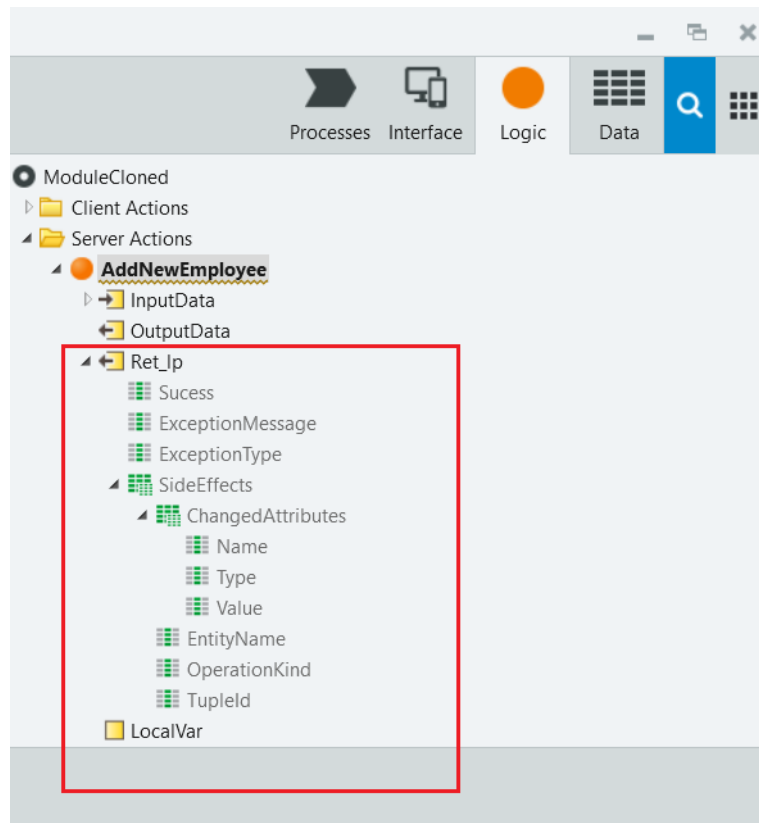 Processes Interface Logic Data
ModuleCloned
Client Actions
Server Actions
AddNewEmployee
InputData
OutputData
Ret_Ip
Sucess
ExceptionMessage
ExceptionType
SideEffects
ChangedAttributes
Name
Type
Value
EntityName
OperationKind
TupleId
LocalVar